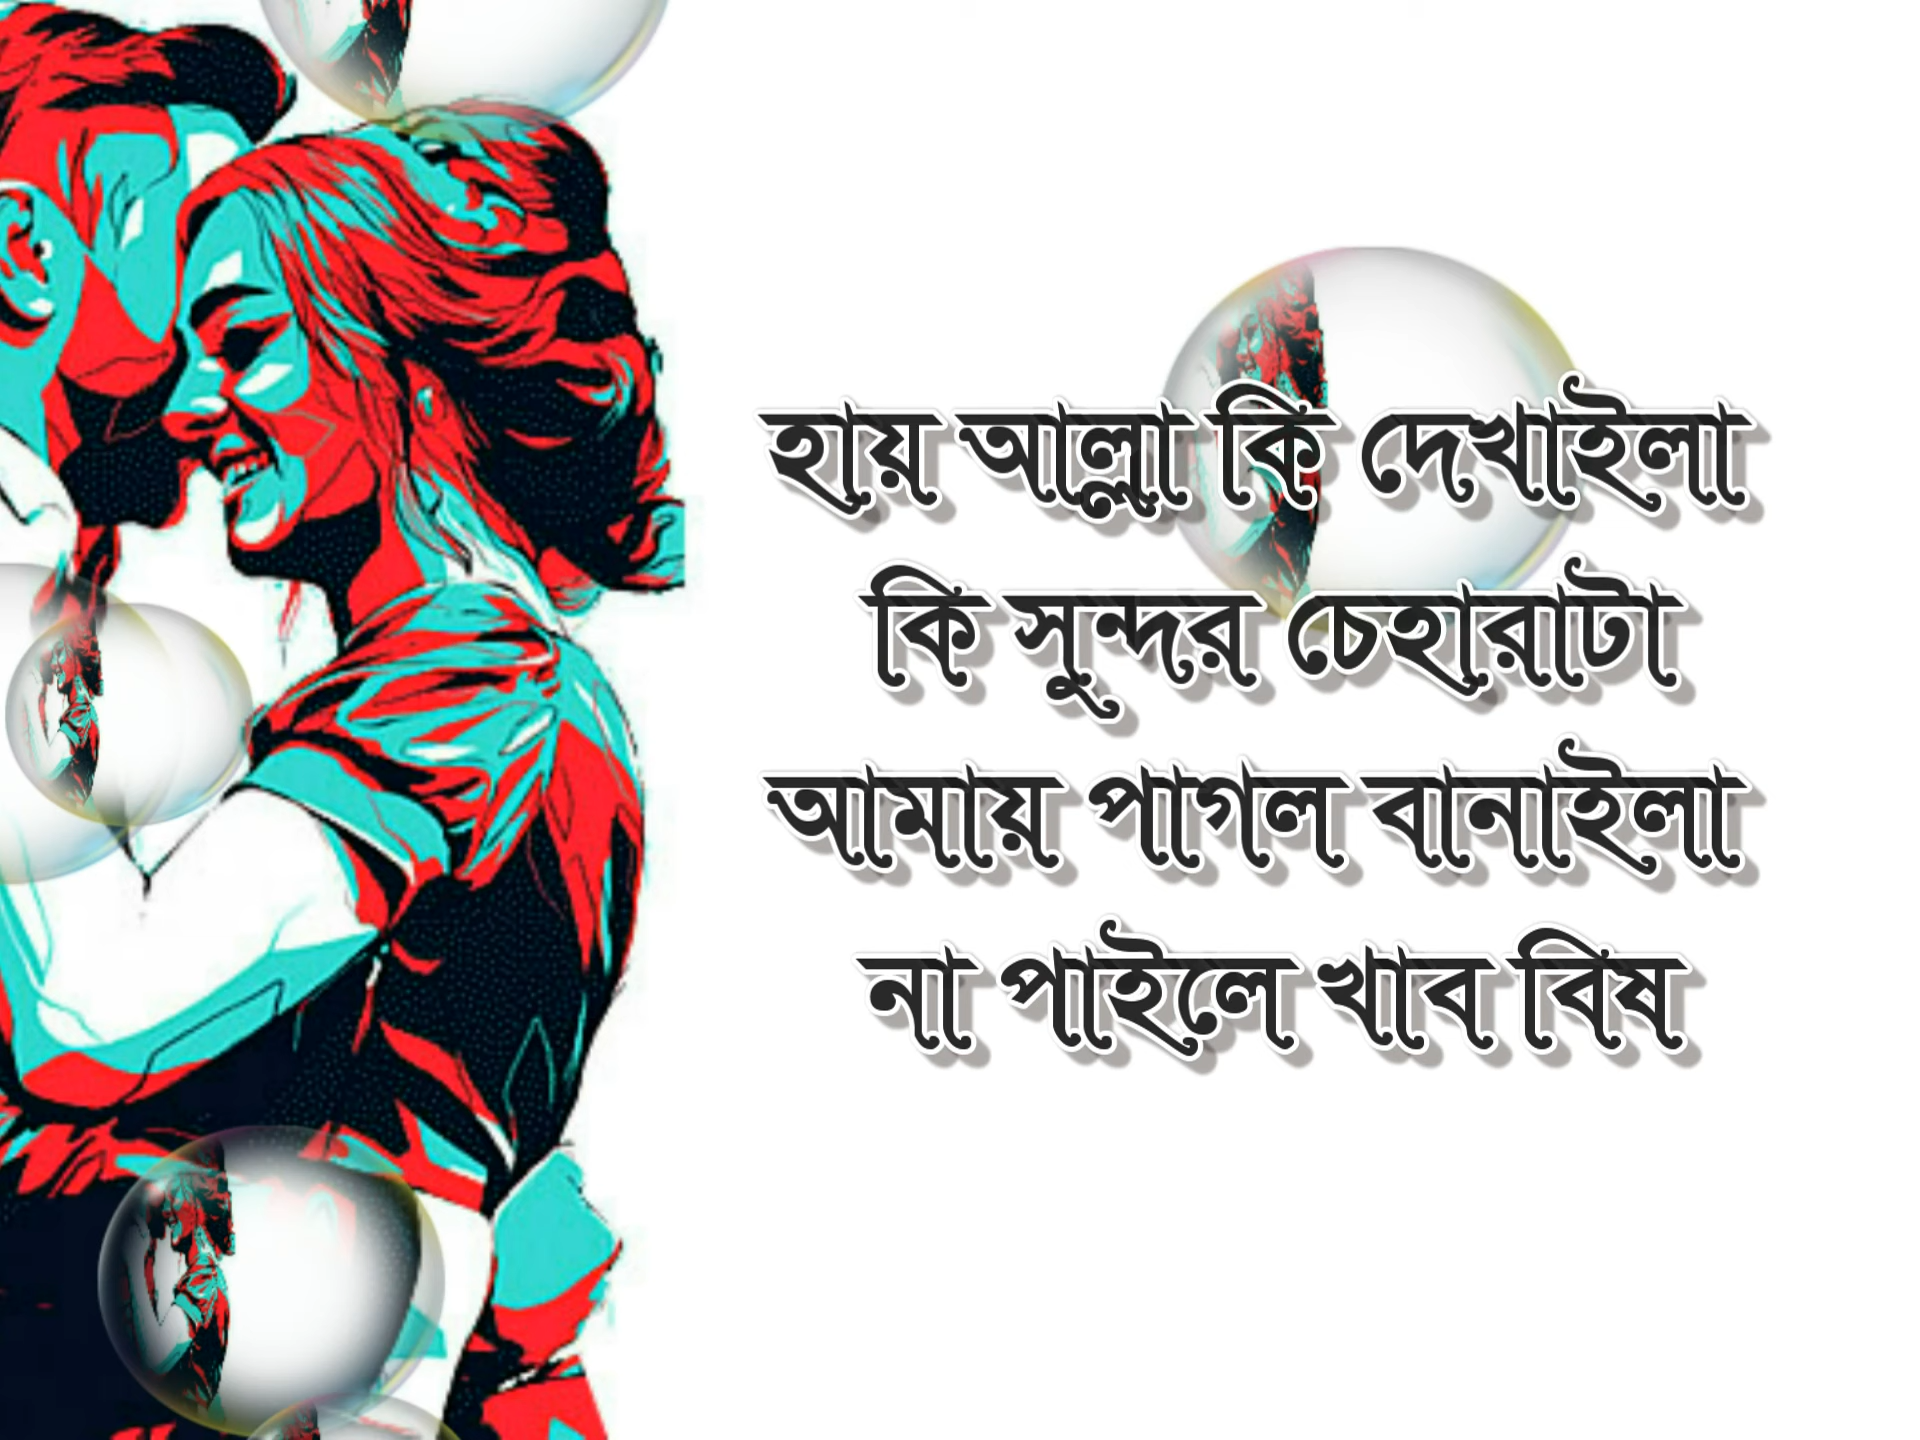 হায় আল্লা কি দেখাইলা
কি সুন্দর চেহারাটা
আমায় পাগল বানাইলা
না পাইলে খাব বিষ